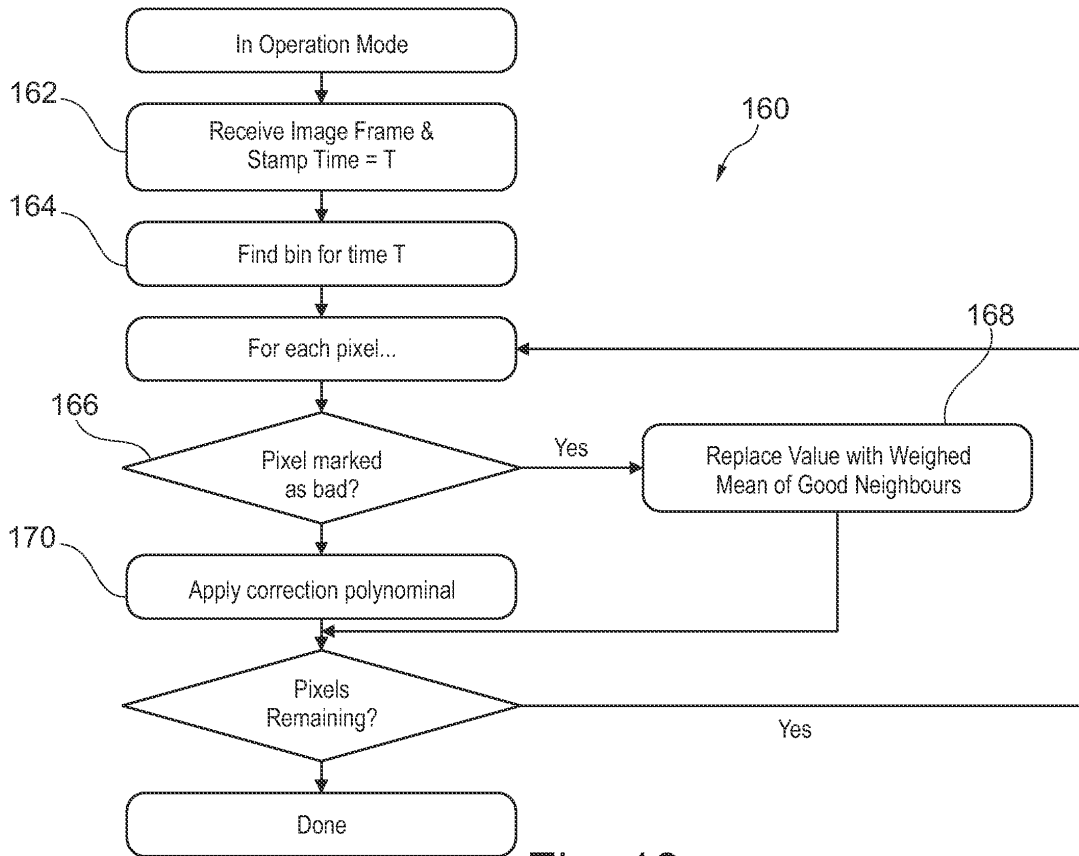 In Operation Mode
162
Receive Image Frame &
Stamp Time = T
160
164
Find bin for time T
For each pixel...
168
166
Pixel marked
as bad?
Yes
Replace Value with Weighed
Mean of Good Neighbours
170
Apply correction polynominal
Pixels
Remaining?
Yes
Done